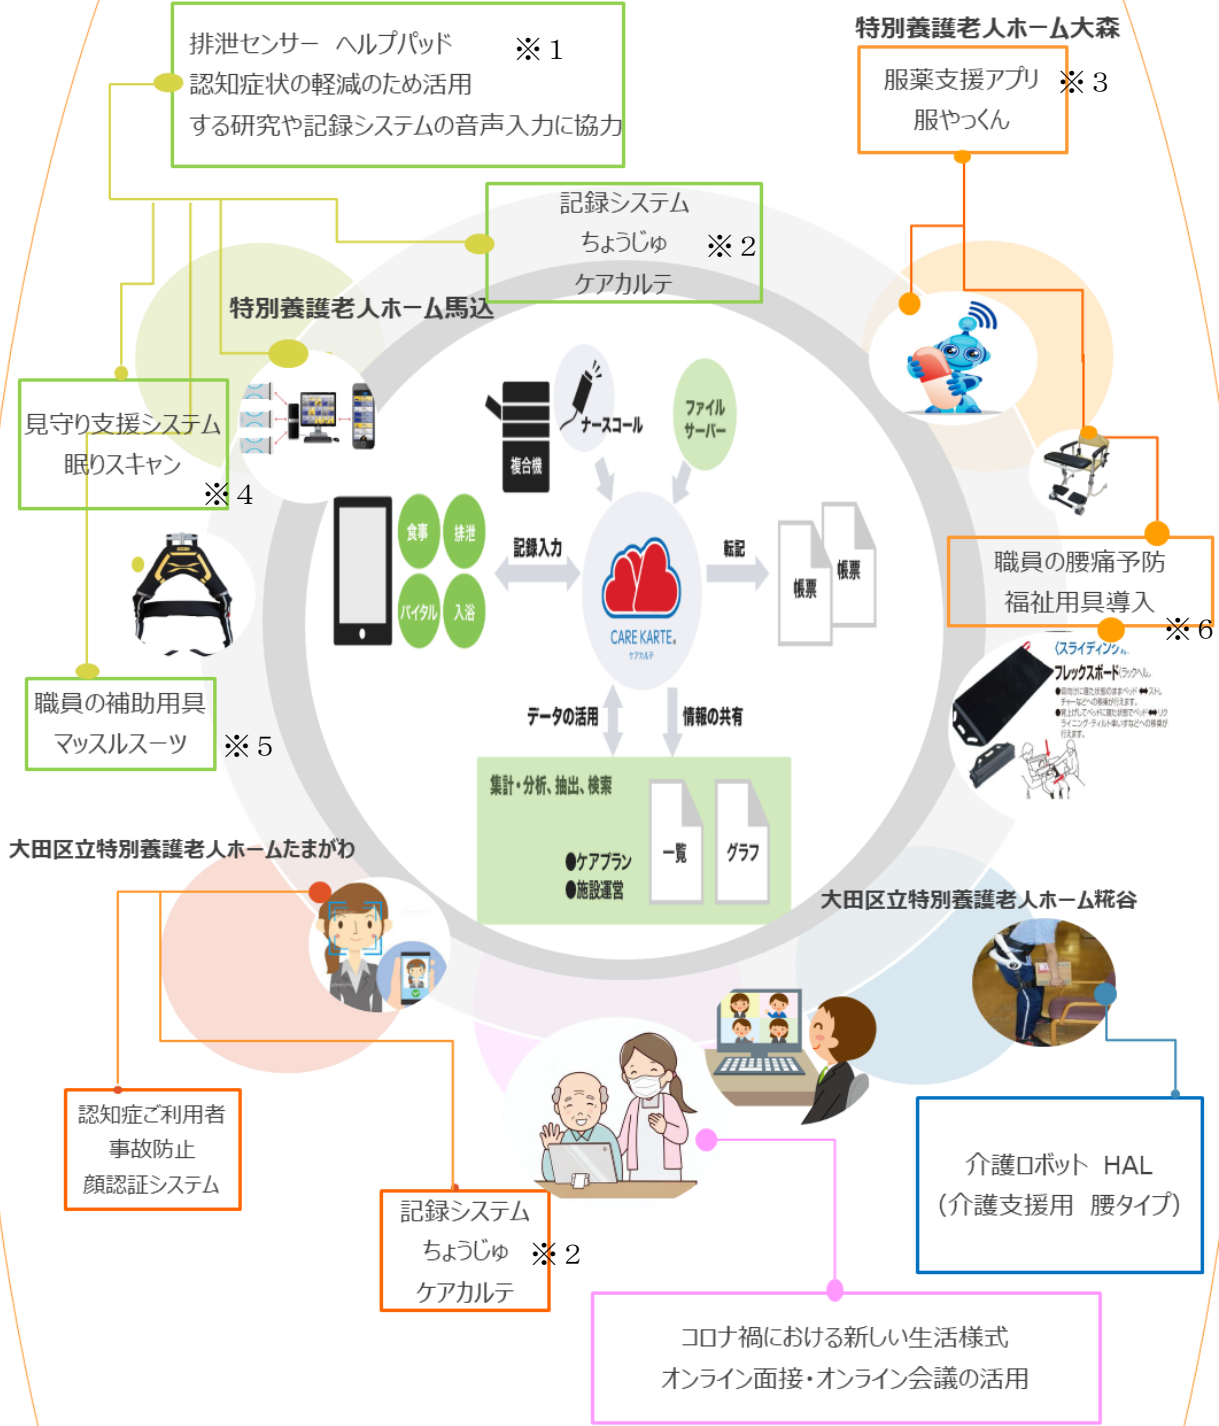 排泄センサー ヘルプパッド ※１
認知症状の軽減のため活用
する研究や記録システムの音声入力に協力
特別養護老人ホーム大森
服薬支援アプリ ※３
服やっくん
記録システム
ちょうじゅ ※２
ケアカルテ
特別養護老人ホーム馬込
見守り支援システム
眠りスキャン
※４
複合機
ナースコール
ファイル
サーバー
食事
排泄
バイタル
入浴
記録入力
CARE KARTE.
ケアカルテ
転記
帳票
帳票
職員の腰痛予防
福祉用具導入
※６
フレックスボード
職員の補助用具
マッスルスーツ ※５
データの活用
情報の共有
集計・分析、抽出、検索
●ケアプラン
●施設運営
一覧
グラフ
大田区立特別養護老人ホームたまがわ
大田区立特別養護老人ホーム糀谷
認知症ご利用者
事故防止
顔認証システム
記録システム
ちょうじゅ ※２
ケアカルテ
介護ロボット HAL
(介護支援用 腰タイプ)
コロナ禍における新しい生活様式
オンライン面接・オンライン会議の活用